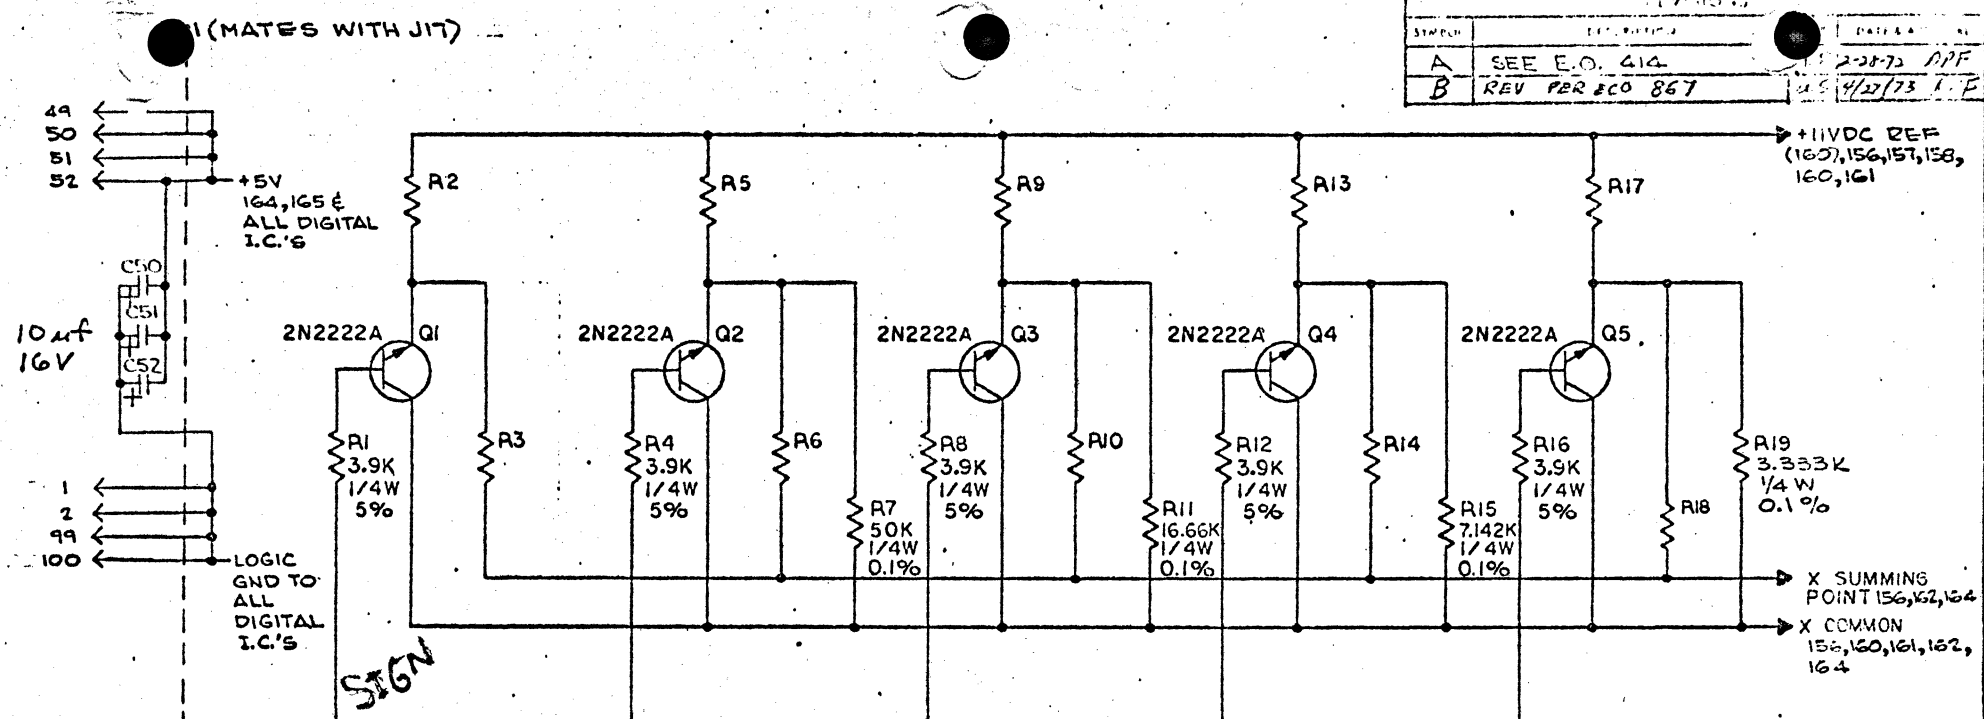 1 (MATES WITH J17)
SYMBOL
A SEE E.O. 414 2-28-72 DPF
B REV PER ECO 867 4/27/73
49
50
51
52
+5V
164,165 &
ALL DIGITAL
I.C.'S
C50
C51
C52
10 uf
16V
1
2
99
100
LOGIC
GND TO
ALL
DIGITAL
I.C.'S
R2
2N2222A Q1
R1
3.9K
1/4W
5%
R3
SIGN
R5
2N2222A Q2
R4
3.9K
1/4W
5%
R6
R7
50K
1/4W
0.1%
R9
2N2222A Q3
R8
3.9K
1/4W
5%
R10
R11
16.66K
1/4W
0.1%
R13
2N2222A Q4
R12
3.9K
1/4W
5%
R14
R15
7.142K
1/4W
0.1%
R17
2N2222A Q5
R16
3.9K
1/4W
5%
R18
R19
3.333K
1/4 W
0.1%
+11VDC REF
156,157,158,
160,161
X SUMMING
POINT 156,162,164
X COMMON
156,160,161,162,
164